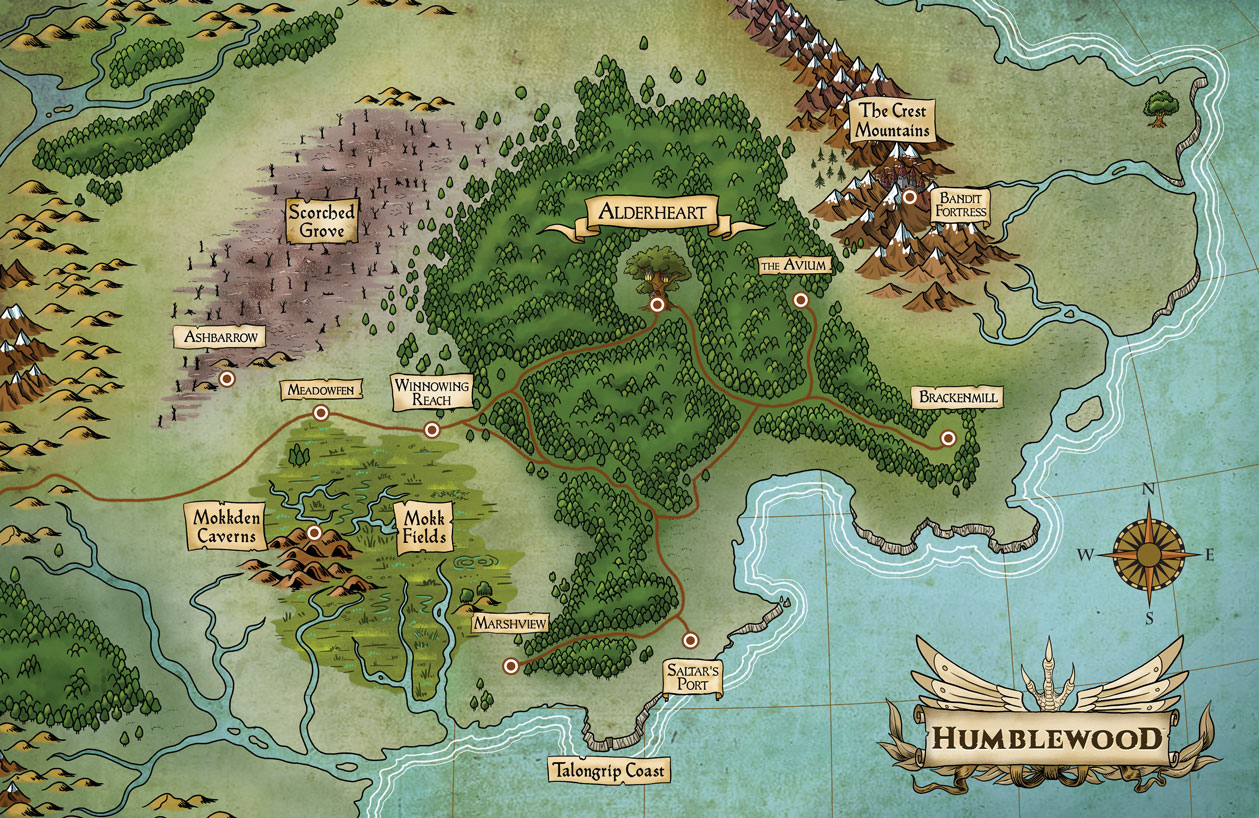 The Crest
Mountains
Bandit
Fortress
Scorched
Grove
Alderheart
the Avium
Ashbarrow
Meadowfen
Winnowing
Reach
Brackenmill
Mokkden
Caverns
Mokk
Fields
N
W
E
S
Marshview
Saltar's
Port
Talongrip Coast
Humblewood